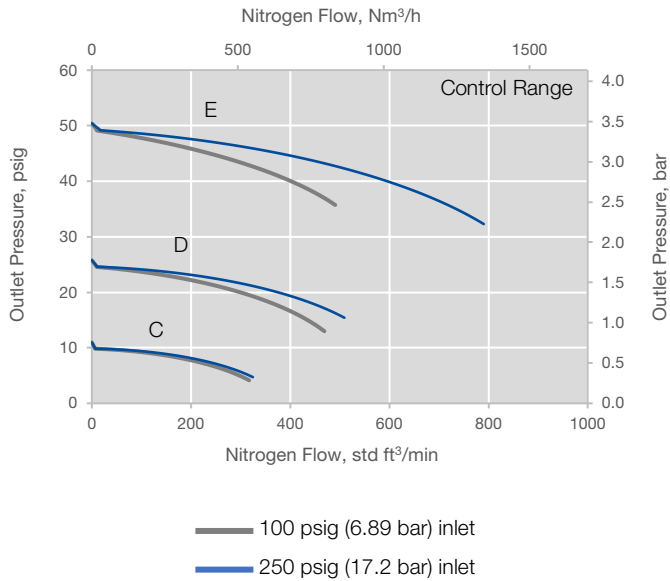 Nitrogen Flow, Nm³/h
0 500 1000 1500
60 4.0
50 3.5
40 3.0
30 2.5
20 2.0
10 1.5
0 1.0
0.5
0.0
Control Range
E
D
C
Outlet Pressure, psig
Outlet Pressure, bar
0 200 400 600 800 1000
Nitrogen Flow, std ft³/min
100 psig (6.89 bar) inlet
250 psig (17.2 bar) inlet